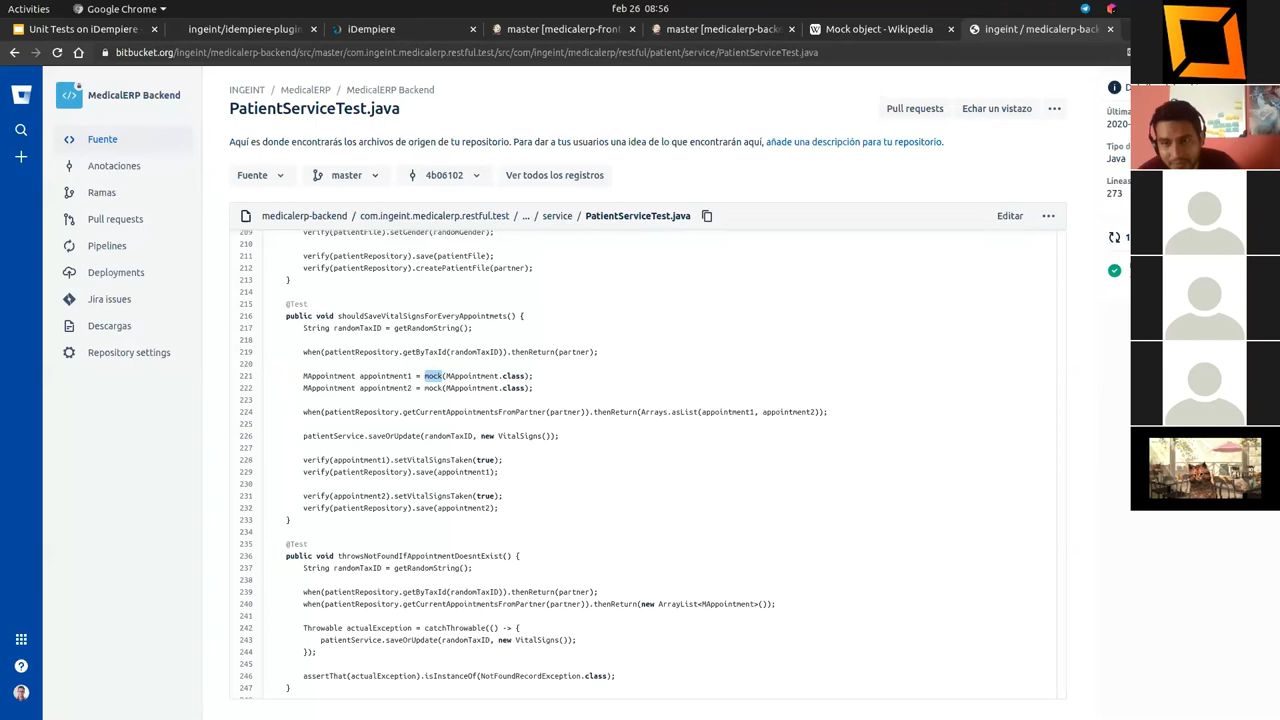 Activities
Google Chrome
Feb 26 08:56
Unit Tests on iDempiere -
ingeint/idempiere-plugin
iDempiere
master [medicalerp-front
master [medicalerp-back
Mock object - Wikipedia
ingeint / medicalerp-back
bitbucket.org/ingeint/medicalerp-backend/src/master/com.ingeint.medicalerp.restful.test/src/com/ingeint/medicalerp/restful/patient/service/PatientServiceTest.java
MedicalERP Backend
Fuente
Anotaciones
Ramas
Pull requests
Pipelines
Deployments
Jira issues
Descargas
Repository settings
INGEINT / MedicalERP / MedicalERP Backend
PatientServiceTest.java
Pull requests
Echar un vistazo
Aquí es donde encontrarás los archivos de origen de tu repositorio. Para dar a tus usuarios una idea de lo que encontrarán aquí, añade una descripción para tu repositorio.
Fuente
master
4b06102
Ver todos los registros
medicalerp-backend / com.ingeint.medicalerp.restful.test / ... / service / PatientServiceTest.java
Editar
209 verify(patientFile).setGender(randomGender);
210
211 verify(patientRepository).save(patientFile);
212 verify(patientRepository).createPatientFile(partner);
213 }
214
215 @Test
216 public void shouldSaveVitalSignsForEveryAppointmets() {
217 String randomTaxID = getRandomString();
218
219 when(patientRepository.getByTaxId(randomTaxID)).thenReturn(partner);
220
221 MAppointment appointment1 = mock(MAppointment.class);
222 MAppointment appointment2 = mock(MAppointment.class);
223
224 when(patientRepository.getCurrentAppointmentsFromPartner(partner)).thenReturn(Arrays.asList(appointment1, appointment2));
225
226 patientService.saveOrUpdate(randomTaxID, new VitalSigns());
227
228 verify(appointment1).setVitalSignsTaken(true);
229 verify(patientRepository).save(appointment1);
230
231 verify(appointment2).setVitalSignsTaken(true);
232 verify(patientRepository).save(appointment2);
233 }
234
235 @Test
236 public void throwsNotFoundIfAppointmentDoesntExist() {
237 String randomTaxID = getRandomString();
238
239 when(patientRepository.getByTaxId(randomTaxID)).thenReturn(partner);
240 when(patientRepository.getCurrentAppointmentsFromPartner(partner)).thenReturn(new ArrayList<MAppointment>());
241
242 Throwable actualException = catchThrowable(() -> {
243 patientService.saveOrUpdate(randomTaxID, new VitalSigns());
244 });
245
246 assertThat(actualException).isInstanceOf(NotFoundRecordException.class);
247 }
2020-
Tipo d
Java
273